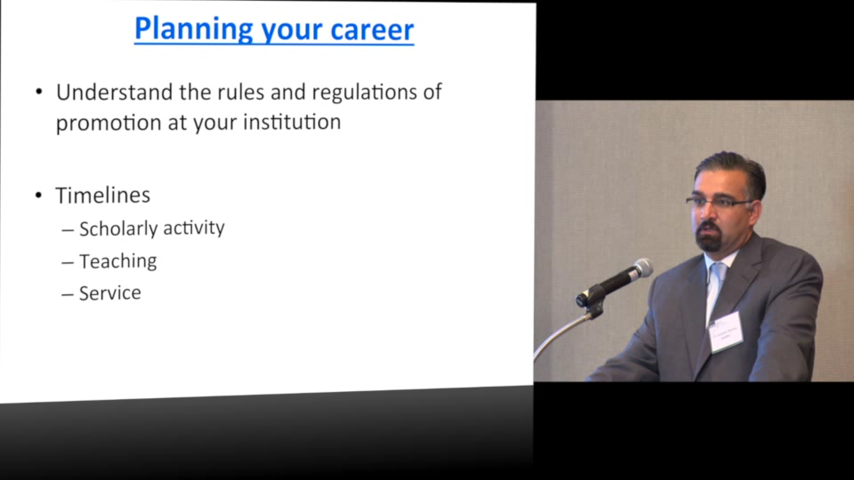 Planning your career
• Understand the rules and regulations of
promotion at your institution
• Timelines
– Scholarly activity
– Teaching
– Service